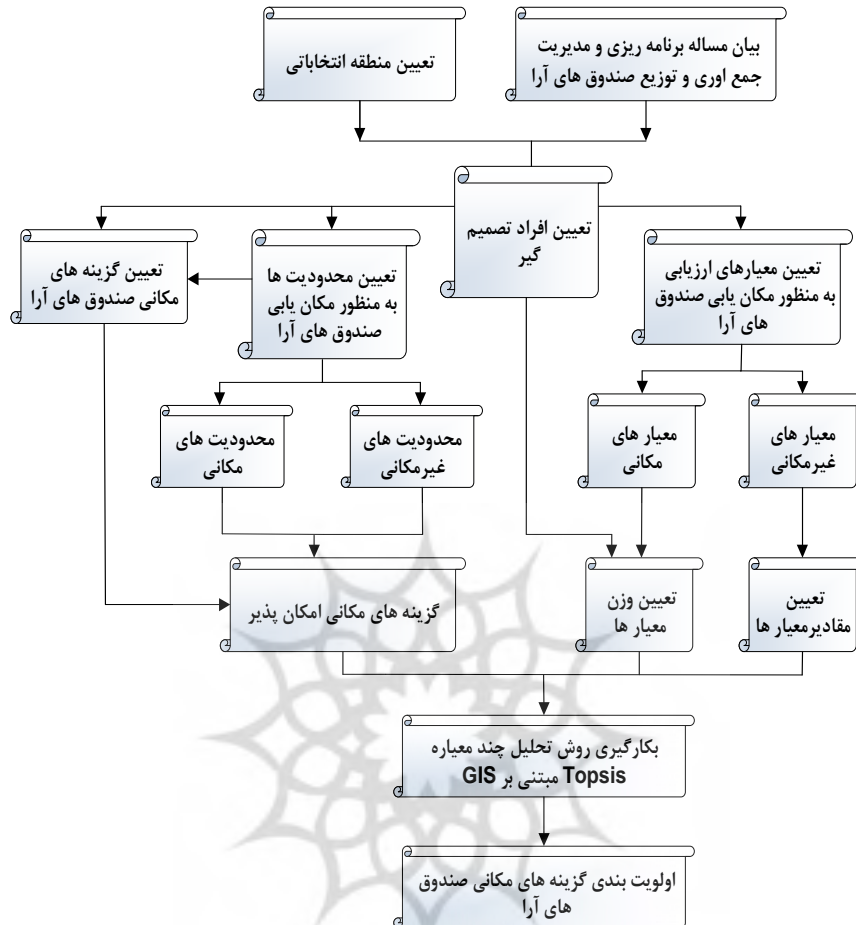 بیان مساله برنامه ریزی و مدیریت
جمع اوری و توزیع صندوق های آرا
تعیین منطقه انتخاباتی
تعیین افراد تصمیم
گیر
تعیین معیارهای ارزیابی
به منظور مکان یابی صندوق
های آرا
تعیین محدودیت ها
به منظور مکان یابی
صندوق های آرا
تعیین گزینه های
مکانی صندوق های آرا
معیار های
غیرمکانی
معیار های
مکانی
محدودیت های
غیرمکانی
محدودیت های
مکانی
تعیین
مقادیرمعیار ها
تعیین وزن
معیار ها
گزینه های مکانی امکان پذیر
بکارگیری روش تحلیل چند معیاره
Topsis مبتنی بر GIS
اولویت بندی گزینه های مکانی صندوق
های آرا